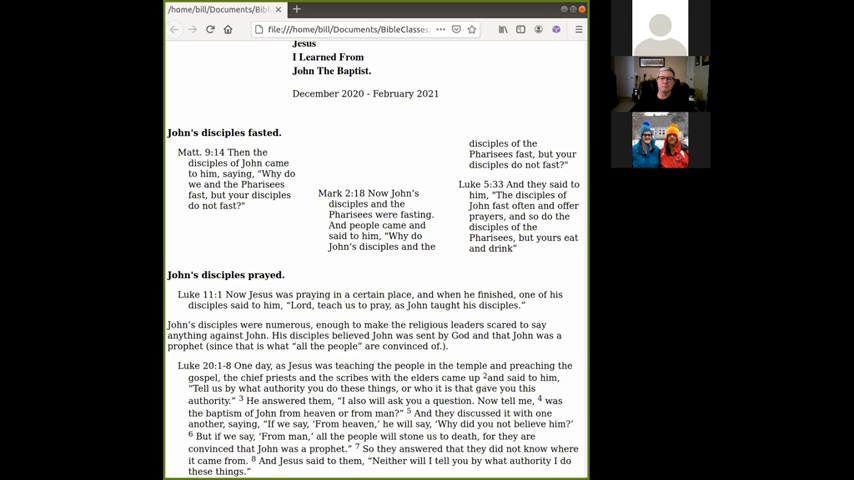 /home/bill/Documents/Bibl
file:///home/bill/Documents/BibleClasses
Jesus
I Learned From
John The Baptist.
December 2020 - February 2021
John's disciples fasted.
Matt. 9:14 Then the
disciples of John came
to him, saying, "Why do
we and the Pharisees
fast, but your disciples
do not fast?"
Mark 2:18 Now John’s
disciples and the
Pharisees were fasting.
And people came and
said to him, "Why do
John’s disciples and the
disciples of the
Pharisees fast, but your
disciples do not fast?"
Luke 5:33 And they said to
him, "The disciples of
John fast often and offer
prayers, and so do the
disciples of the
Pharisees, but yours eat
and drink”
John's disciples prayed.
Luke 11:1 Now Jesus was praying in a certain place, and when he finished, one of his
disciples said to him, “Lord, teach us to pray, as John taught his disciples.”
John’s disciples were numerous, enough to make the religious leaders scared to say
anything against John. His disciples believed John was sent by God and that John was a
prophet (since that is what “all the people” are convinced of.).
Luke 20:1-8 One day, as Jesus was teaching the people in the temple and preaching the
gospel, the chief priests and the scribes with the elders came up 2and said to him,
“Tell us by what authority you do these things, or who it is that gave you this
authority.” 3 He answered them, “I also will ask you a question. Now tell me, 4 was
the baptism of John from heaven or from man?” 5 And they discussed it with one
another, saying, “If we say, ‘From heaven,’ he will say, ‘Why did you not believe him?’
6 But if we say, ‘From man,’ all the people will stone us to death, for they are
convinced that John was a prophet.” 7 So they answered that they did not know where
it came from. 8 And Jesus said to them, “Neither will I tell you by what authority I do
these things.”